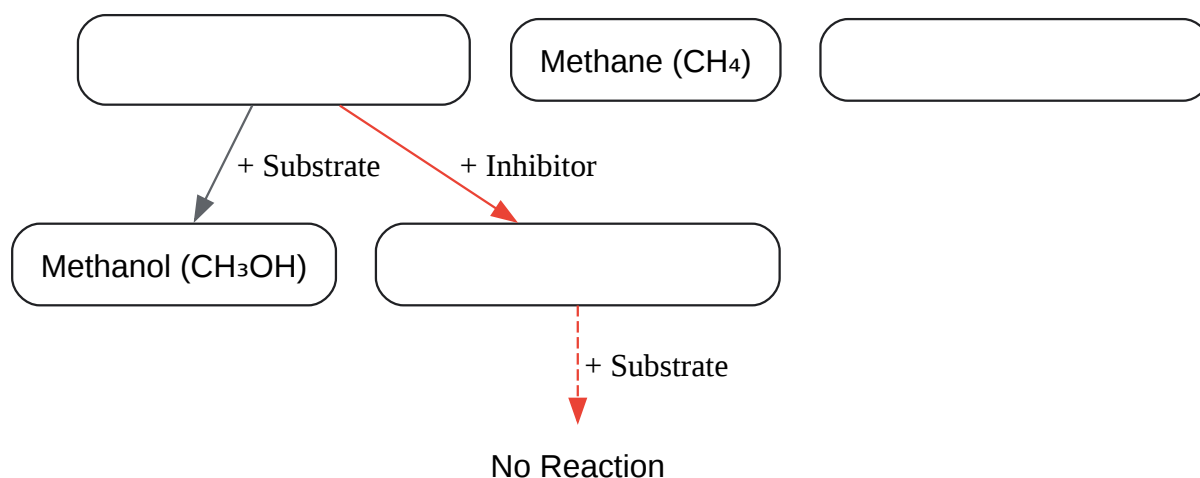 Methane (CH₄)
+ Substrate
+ Inhibitor
Methanol (CH₃OH)
+ Substrate
No Reaction